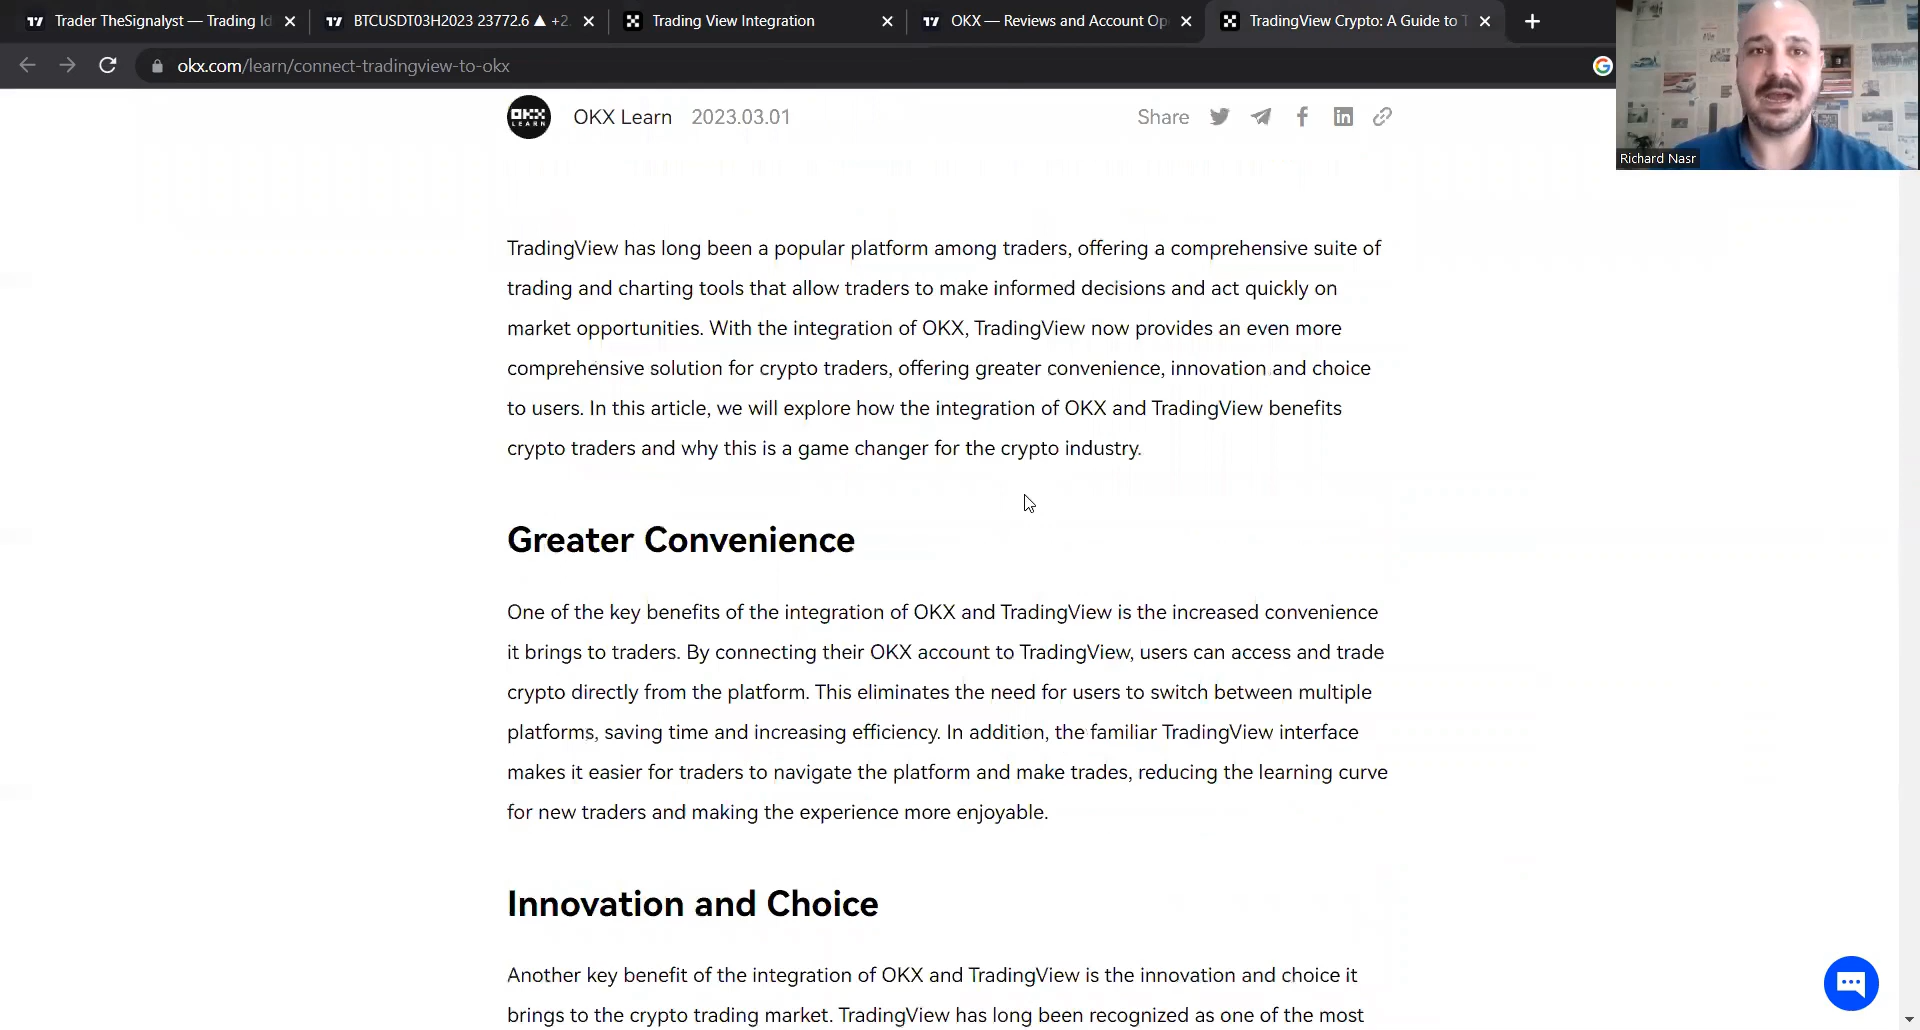 Trader TheSignalyst — Trading Id
BTCUSDT03H2023 23772.6 ▲ +2.
Trading View Integration
OKX — Reviews and Account Op
TradingView Crypto: A Guide to T
okx.com/learn/connect-tradingview-to-okx
Richard Nasr
OKX LEARN
OKX Learn 2023.03.01
Share
TradingView has long been a popular platform among traders, offering a comprehensive suite of
trading and charting tools that allow traders to make informed decisions and act quickly on
market opportunities. With the integration of OKX, TradingView now provides an even more
comprehensive solution for crypto traders, offering greater convenience, innovation and choice
to users. In this article, we will explore how the integration of OKX and TradingView benefits
crypto traders and why this is a game changer for the crypto industry.
Greater Convenience
One of the key benefits of the integration of OKX and TradingView is the increased convenience
it brings to traders. By connecting their OKX account to TradingView, users can access and trade
crypto directly from the platform. This eliminates the need for users to switch between multiple
platforms, saving time and increasing efficiency. In addition, the familiar TradingView interface
makes it easier for traders to navigate the platform and make trades, reducing the learning curve
for new traders and making the experience more enjoyable.
Innovation and Choice
Another key benefit of the integration of OKX and TradingView is the innovation and choice it
brings to the crypto trading market. TradingView has long been recognized as one of the most